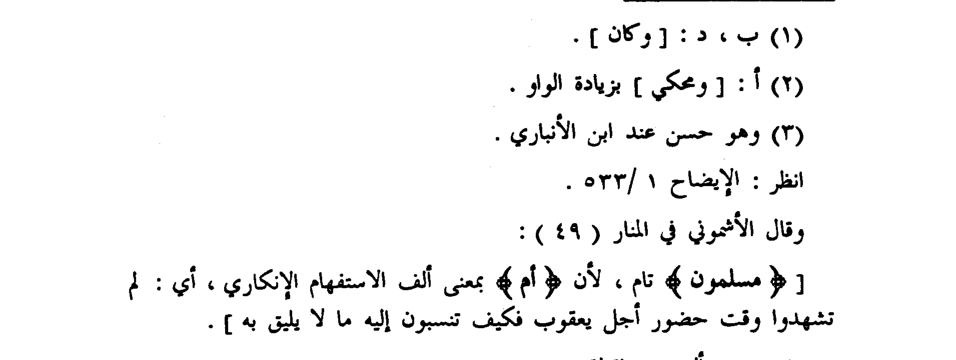 (١) ب ، د : [ وكان ] .
(٢) أ : [ ومحكي ] بزيادة الواو .
(٣) وهو حسن عند ابن الأنباري .
انظر : الإيضاح ١ /٥٣٣ .
وقال الأشموني في المنار ( ٤٩ ) :
[ ﴿ مسلمون ﴾ تام ، لأن ﴿ أم ﴾ بمعنى ألف الاستفهام الإنكاري ، أي : لم
تشهدوا وقت حضور أجل يعقوب فكيف تنسبون إليه ما لا يليق به ] .